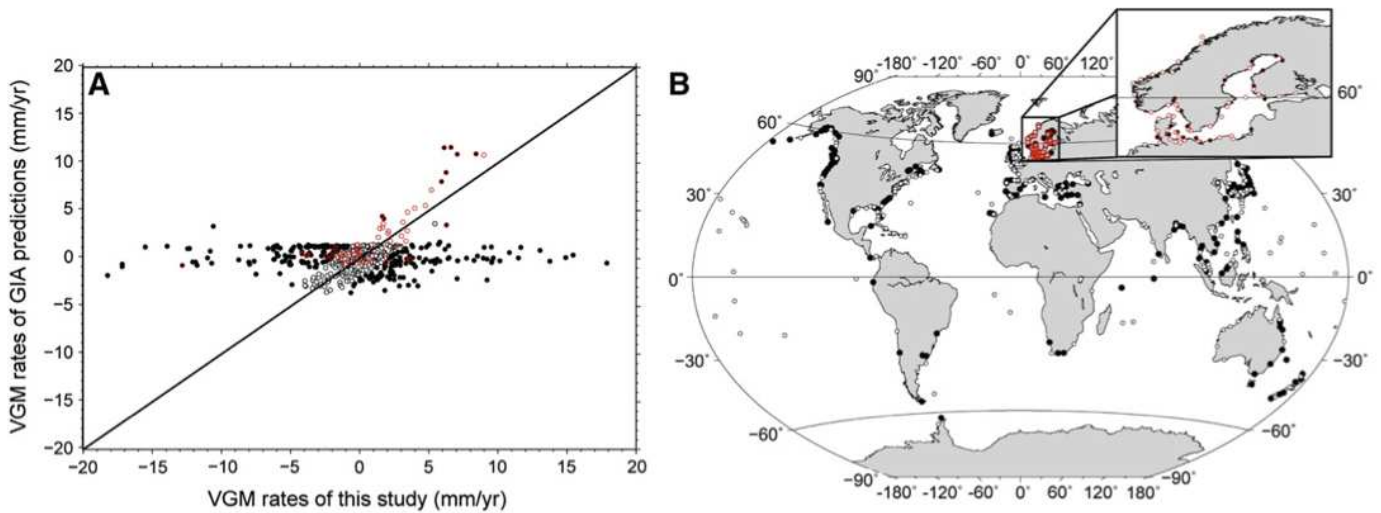 A
VGM rates of GIA predictions (mm/yr)
20
15
10
5
0
−5
−10
−15
−20
−20 −15 −10 −5 0 5 10 15 20
VGM rates of this study (mm/yr)
B
-180° -120° -60° 0° 60° 120°
90°
60°
60°
30° 30°
0° 0°
−30° −30°
−60° −60°
−90° −90°
-180° -120° -60° 0° 60° 120° 180°